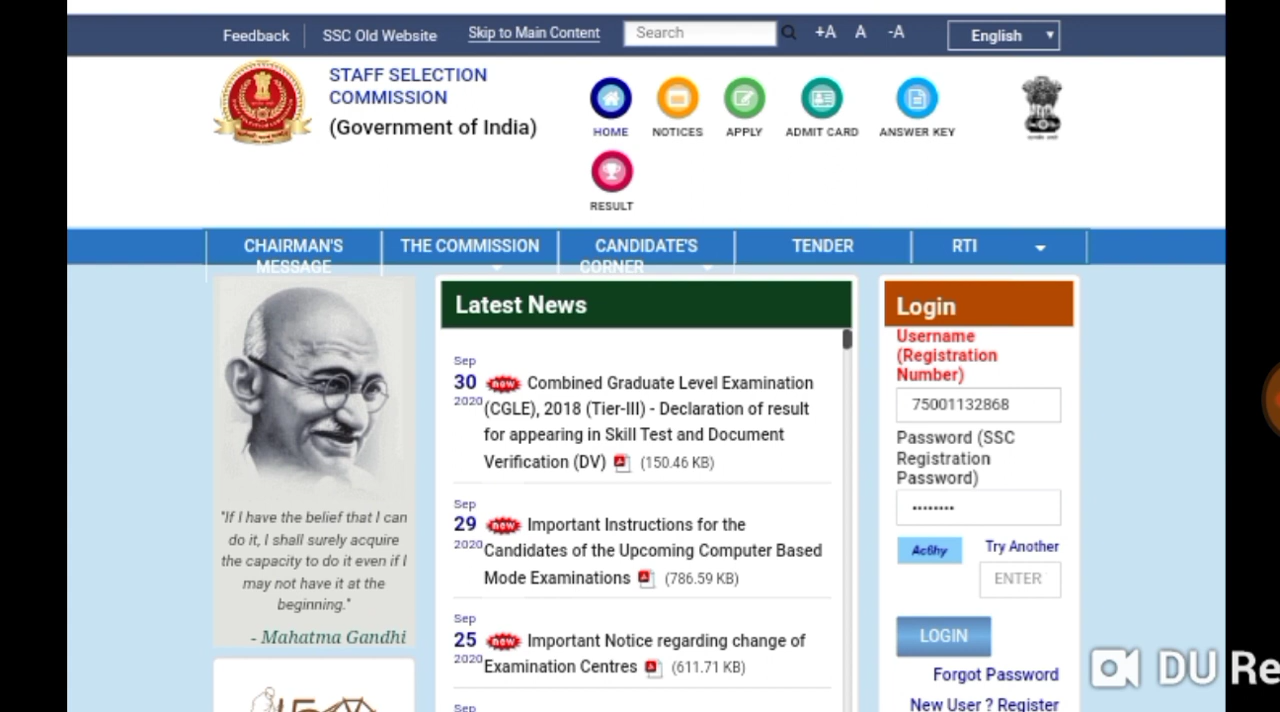 Feedback
SSC Old Website
Skip to Main Content
Search
+A
A
-A
English
STAFF SELECTION
COMMISSION
(Government of India)
HOME
NOTICES
APPLY
ADMIT CARD
ANSWER KEY
RESULT
CHAIRMAN'S
MESSAGE
THE COMMISSION
CANDIDATE'S
CORNER
TENDER
RTI
"If I have the belief that I can
do it, I shall surely acquire
the capacity to do it even if I
may not have it at the
beginning."
- Mahatma Gandhi
Latest News
Sep
30 new Combined Graduate Level Examination
2020 (CGLE), 2018 (Tier-III) - Declaration of result
for appearing in Skill Test and Document
Verification (DV) (150.46 KB)
Sep
29 new Important Instructions for the
2020 Candidates of the Upcoming Computer Based
Mode Examinations (786.59 KB)
Sep
25 new Important Notice regarding change of
2020 Examination Centres (611.71 KB)
Sep
Login
Username
(Registration
Number)
75001132868
Password (SSC
Registration
Password)
••••••••
Ac6hy
Try Another
ENTER
LOGIN
Forgot Password
New User ? Register
DU Re